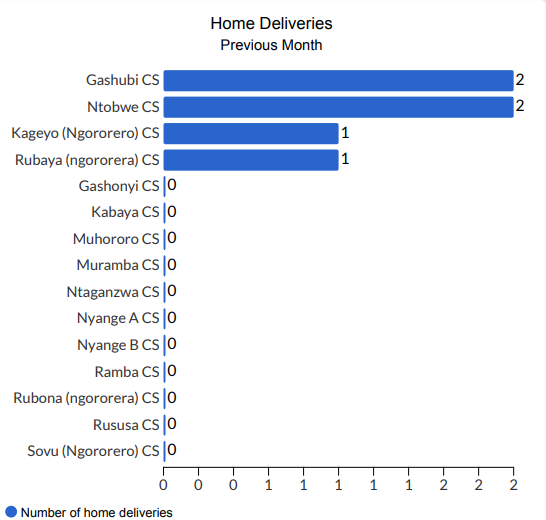 Home Deliveries
Previous Month
Gashubi CS 2
Ntobwe CS 2
Kageyo (Ngororero) CS 1
Rubaya (ngororera) CS 1
Gashonyi CS 0
Kabaya CS 0
Muhororo CS 0
Muramba CS 0
Ntaganzwa CS 0
Nyange A CS 0
Nyange B CS 0
Ramba CS 0
Rubona (ngororera) CS 0
Rususa CS 0
Sovu (Ngororero) CS 0
0 0 0 1 1 1 1 1 2 2 2
Number of home deliveries